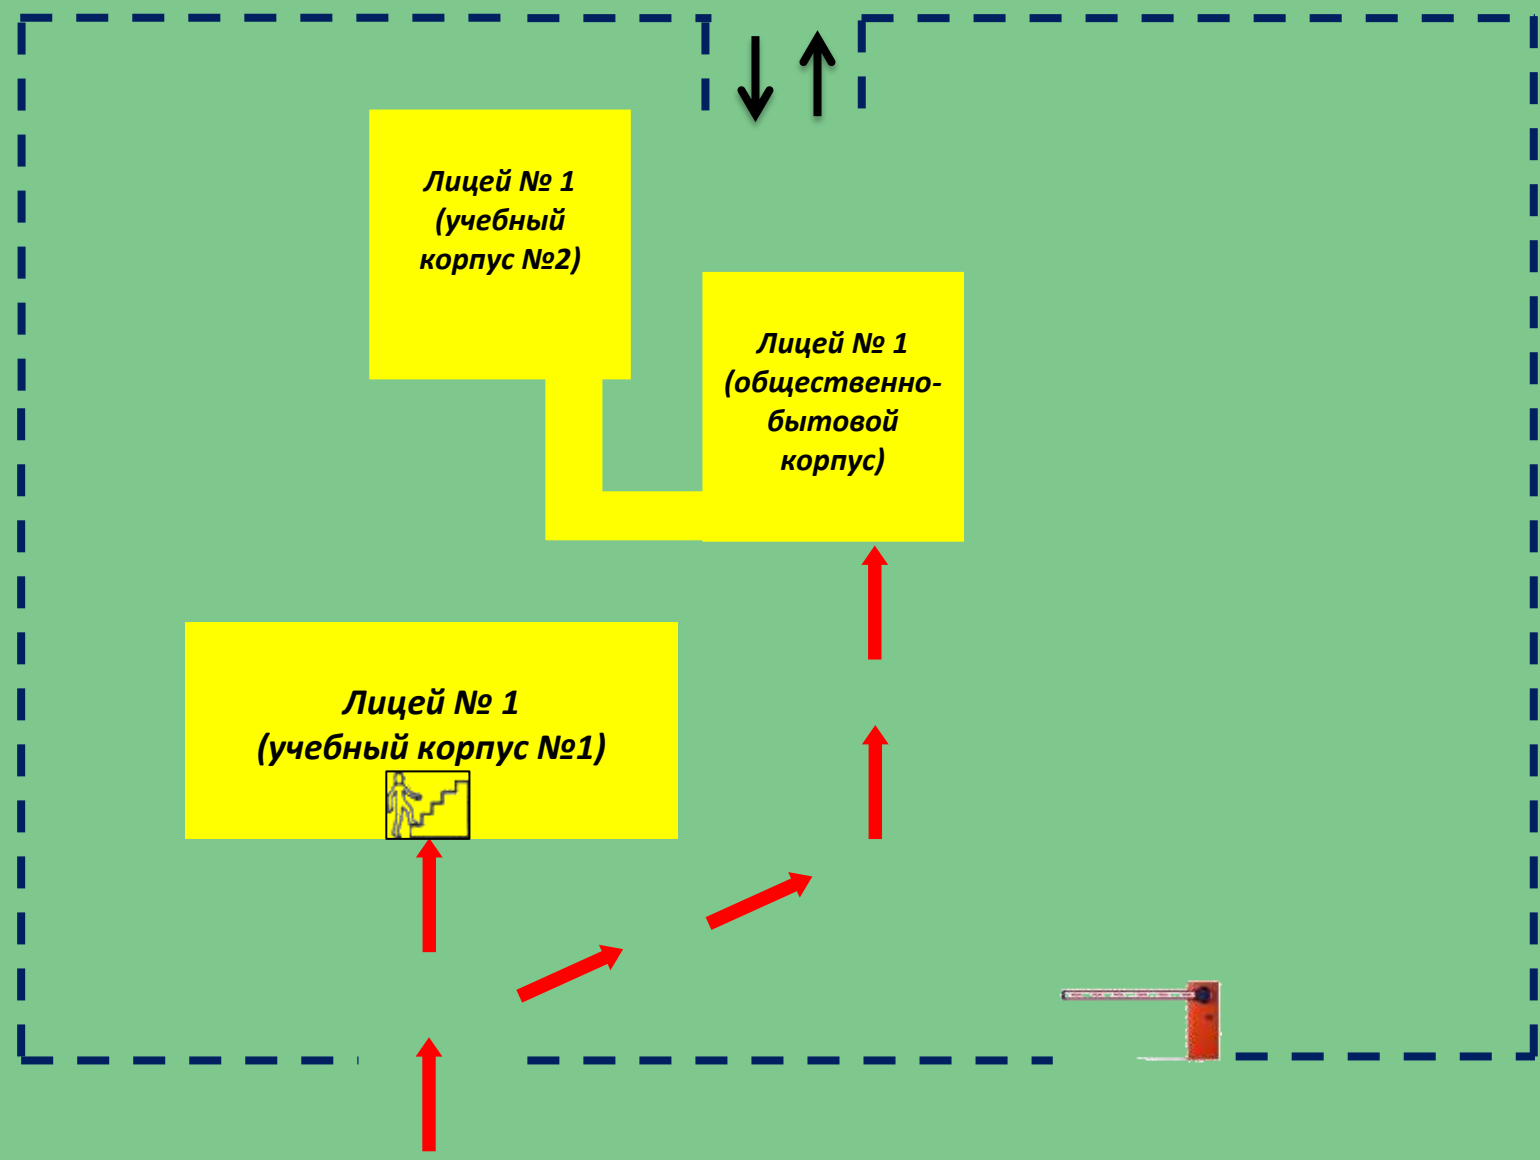 Лицей № 1
(учебный
корпус №2)
Лицей № 1
(общественно-
бытовой
корпус)
Лицей № 1
(учебный корпус №1)